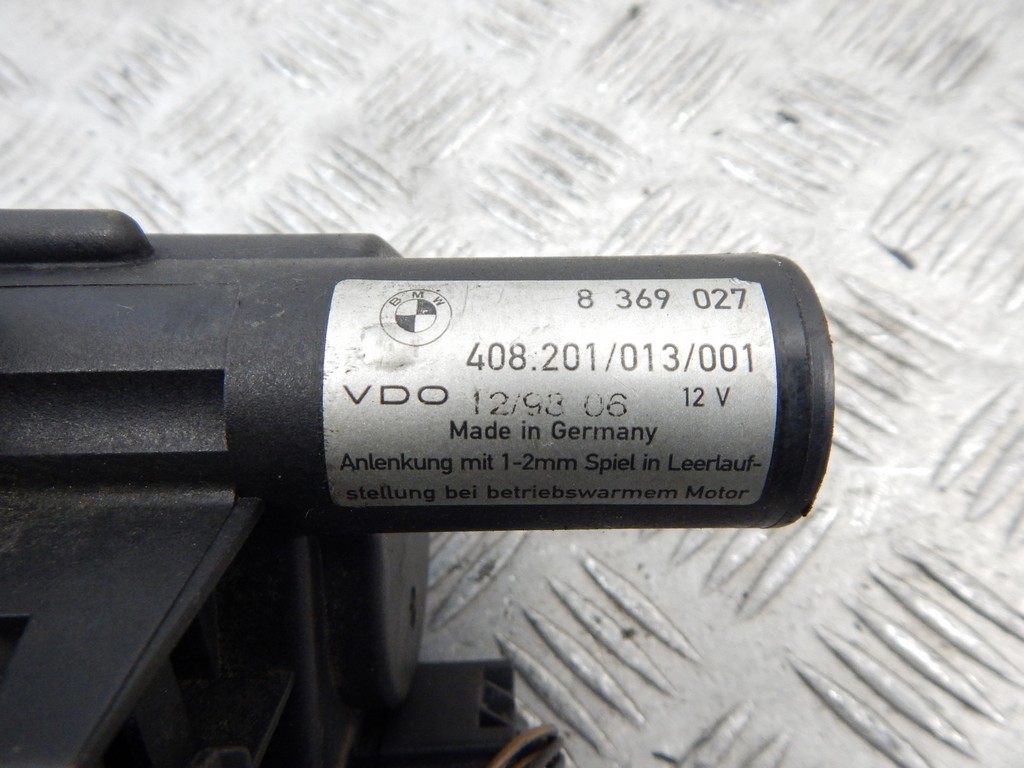 BMW
8 369 027
408.201/013/001
VDO 12/98 06 12 V
Made in Germany
Anlenkung mit 1-2mm Spiel in Leerlauf-
stellung bei betriebswarmem Motor